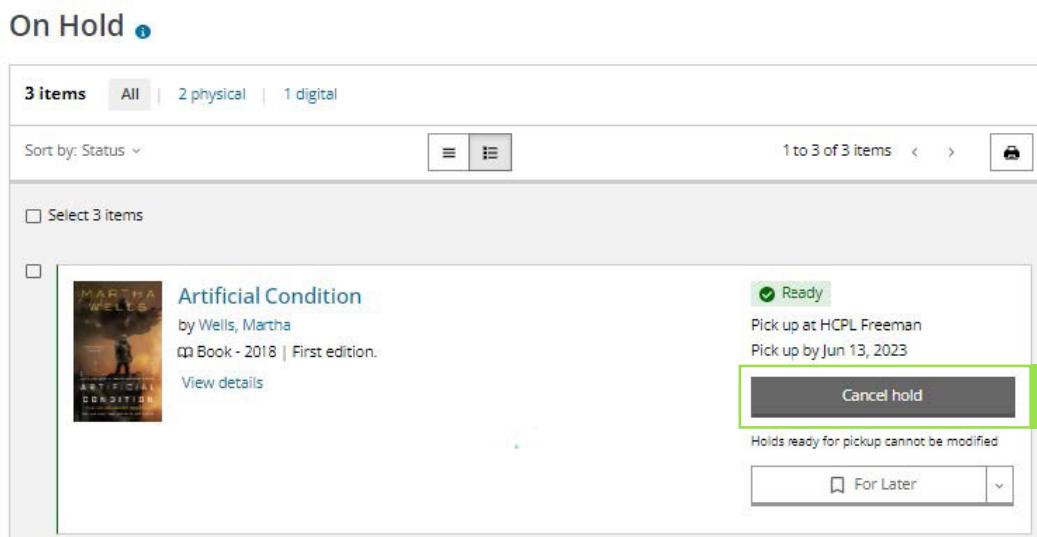 On Hold
3 items All | 2 physical | 1 digital
Sort by: Status 1 to 3 of 3 items
Select 3 items
MARTHA
WELLS
ARTIFICIAL
CONDITION
Artificial Condition
by Wells, Martha
Book - 2018 | First edition.
View details
Ready
Pick up at HCPL Freeman
Pick up by Jun 13, 2023
Cancel hold
Holds ready for pickup cannot be modified
For Later